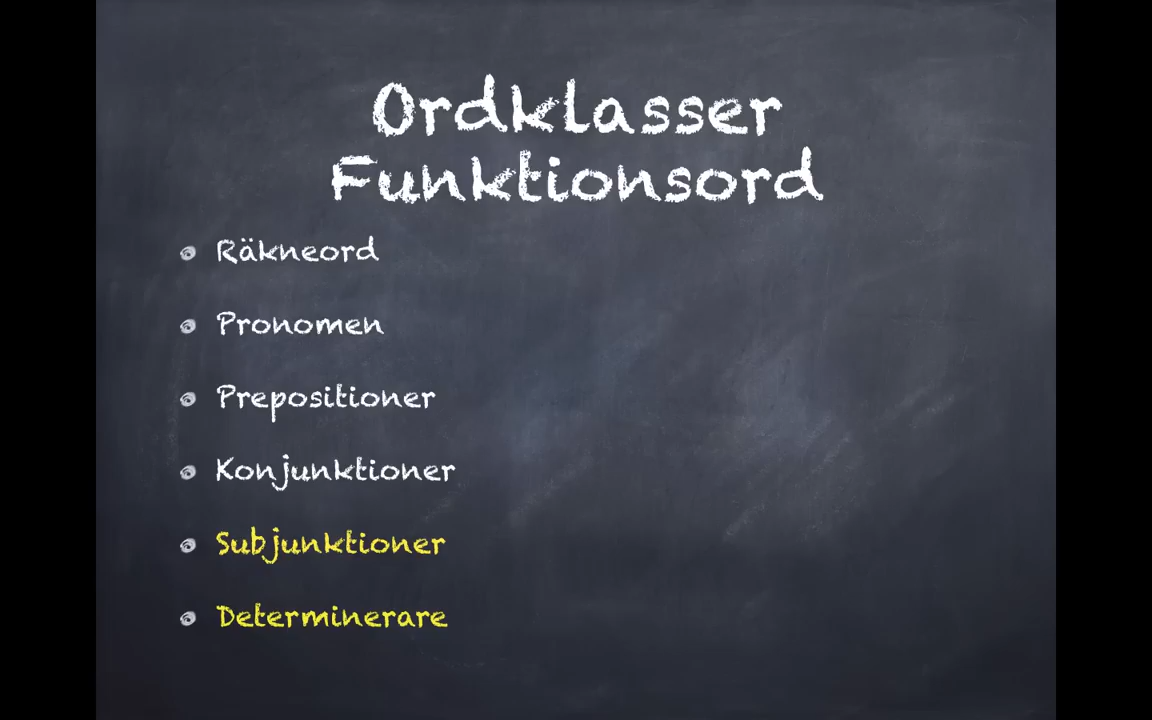 Ordklasser
Funktionsord
Räkneord
Pronomen
Prepositioner
Konjunktioner
Subjunktioner
Determinerare